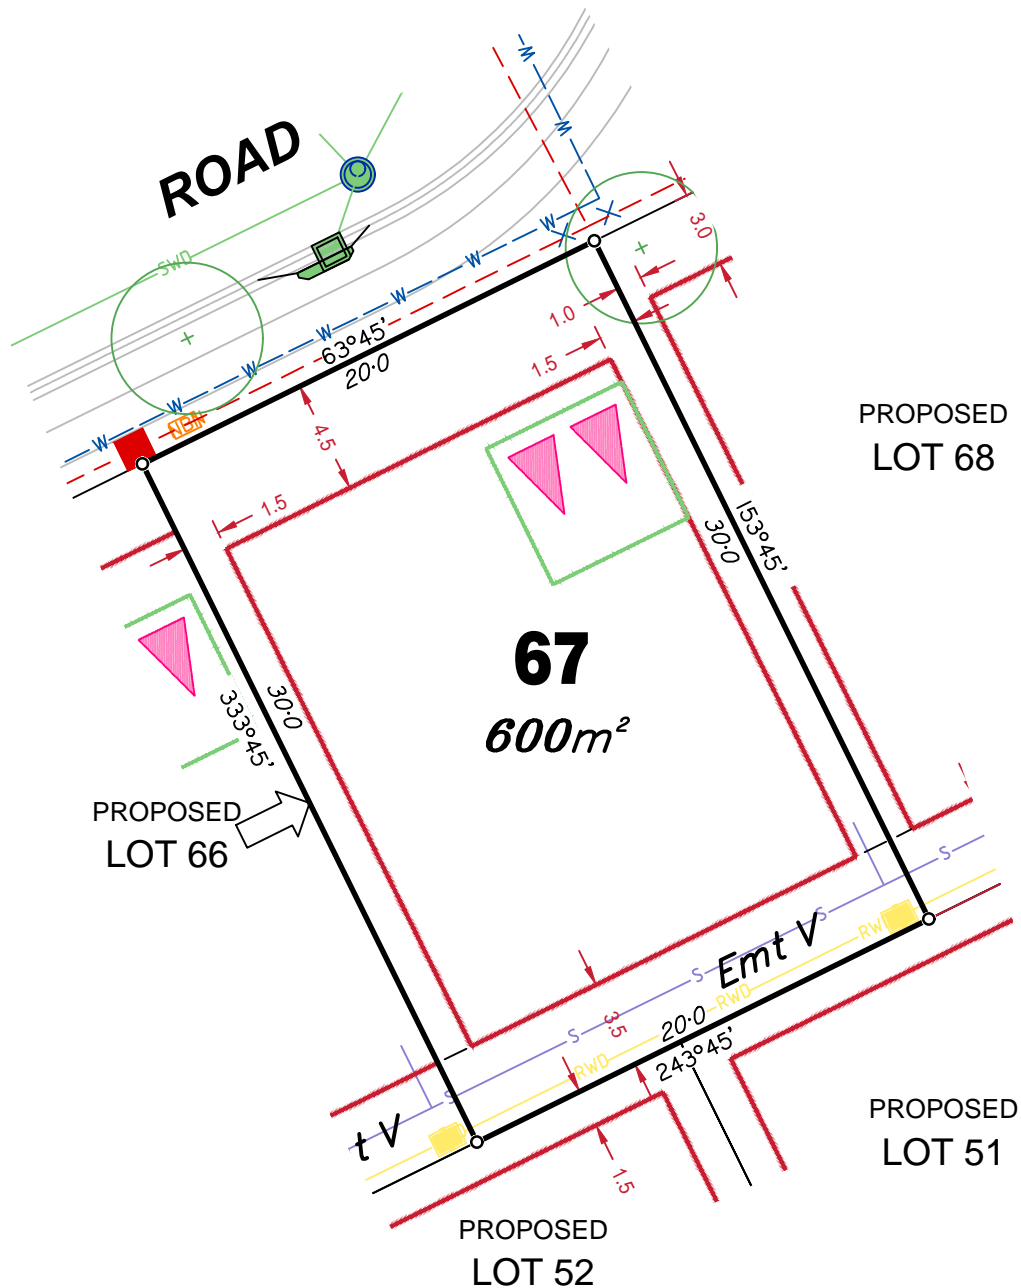 ROAD
SWD
W
W
W
W
W
W
W
W
W
3.0
1.0
63°45'
20·0
1.5
4.5
1.5
PROPOSED
LOT 68
153°45'
30·0
67
600m²
333°45'
30·0
PROPOSED
LOT 66
S
S
S
S
S
Emt V
RW
RWD
RWD
3.5
20·0
243°45'
t V
1.5
PROPOSED
LOT 51
PROPOSED
LOT 52